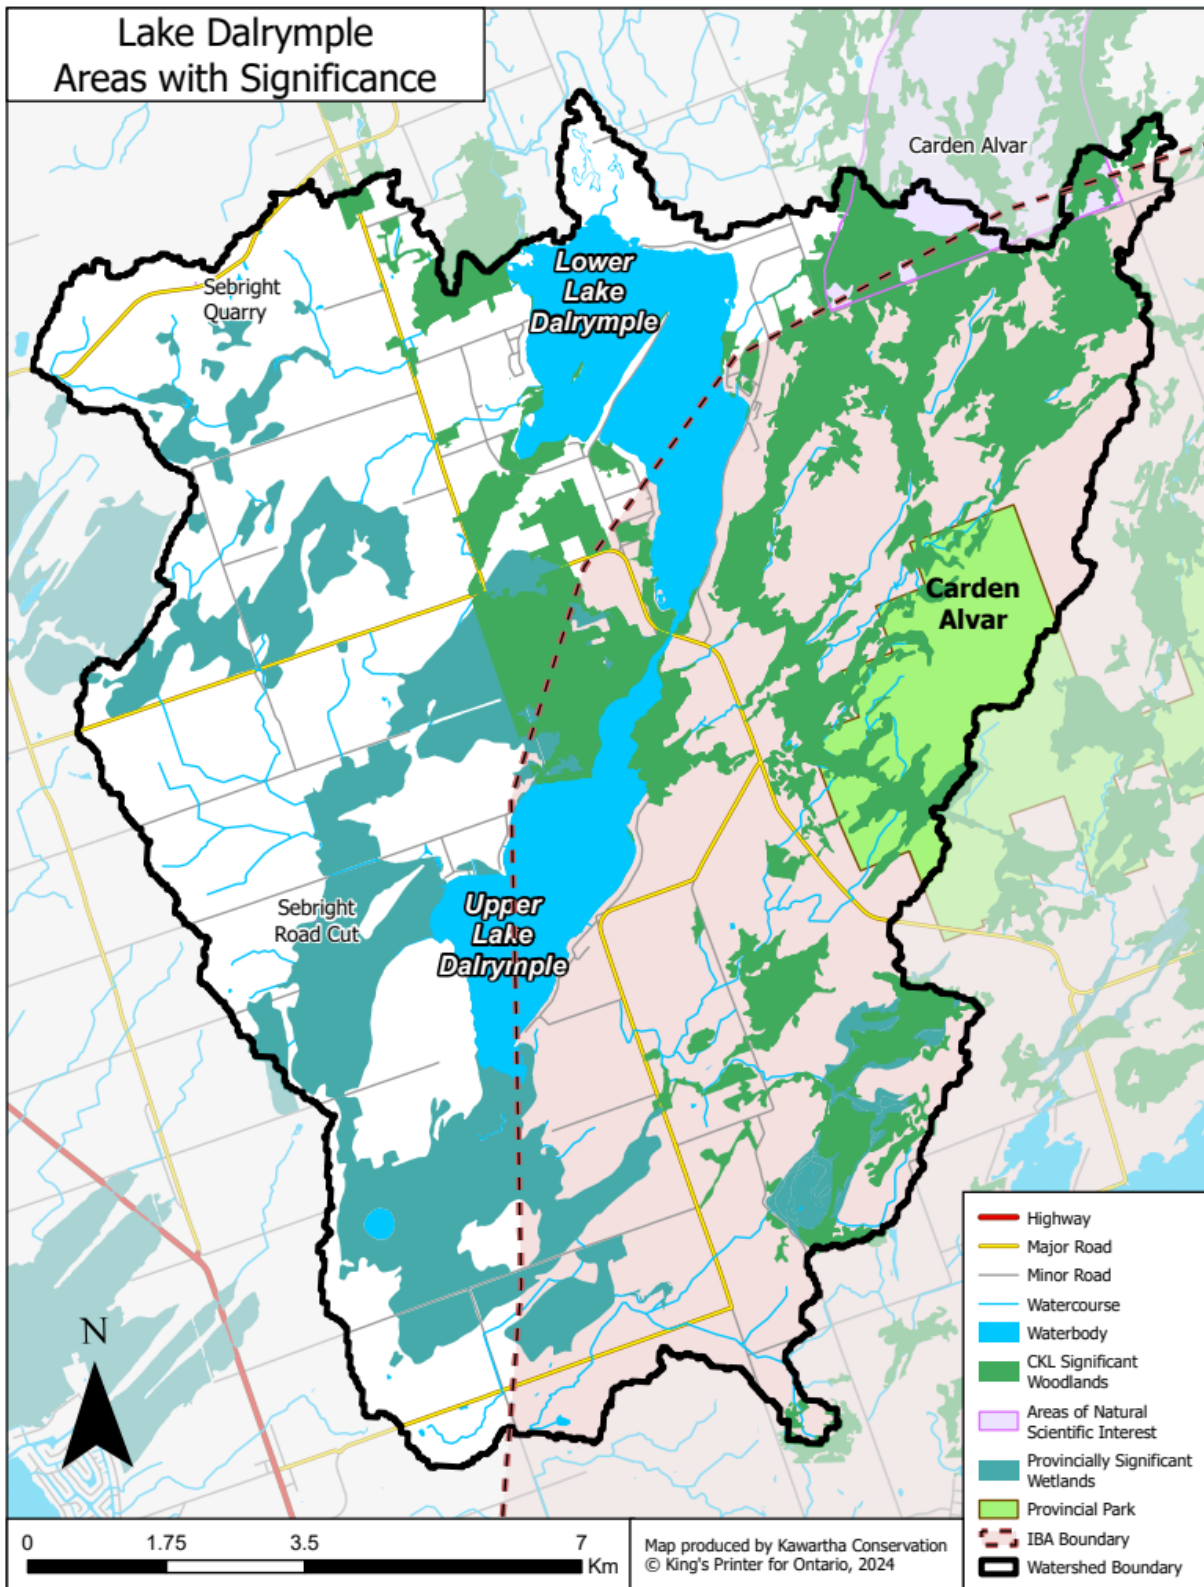 Lake Dalrymple
Areas with Significance
Carden Alvar
Sebright
Quarry
Lower
Lake
Dalrymple
Carden
Alvar
Sebright
Road Cut
Upper
Lake
Dalrymple
N
Highway
Major Road
Minor Road
Watercourse
Waterbody
CKL Significant
Woodlands
Areas of Natural
Scientific Interest
Provincially Significant
Wetlands
Provincial Park
IBA Boundary
Watershed Boundary
0 1.75 3.5 7
Km
Map produced by Kawartha Conservation
© King's Printer for Ontario, 2024